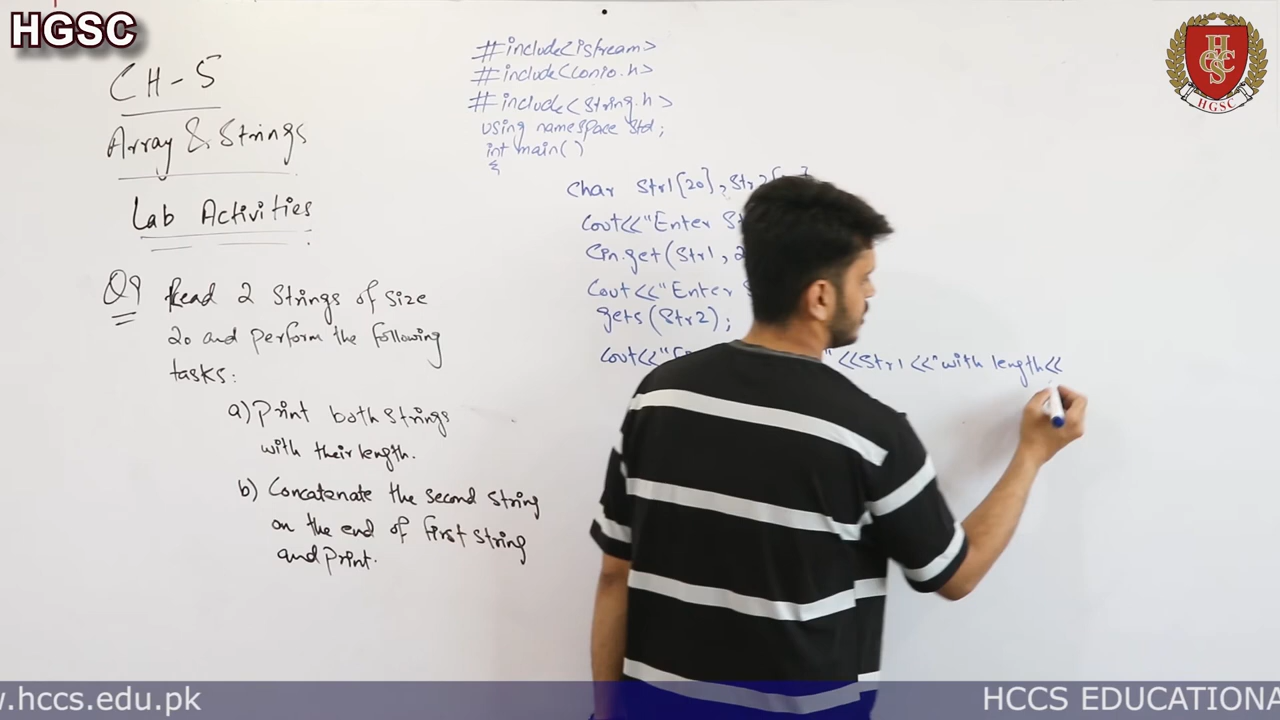 HGSC
CH-5
Array & Strings
Lab Activities
Q9 Read 2 Strings of Size
20 and perform the following
tasks:
a) Print both strings
with their length.
b) Concatenate the second string
on the end of first string
and Print.
#include<istream>
#include<conio.h>
#include<string.h>
using namespace std;
int main()
{
char Str1[20], Str2[
cout<<"Enter
cin.get(Str1,
cout<<"Enter
gets(Str2);
cout<<" " <<Str1<<"with length<<
HGSC
w.hccs.edu.pk
HCCS EDUCATIONA